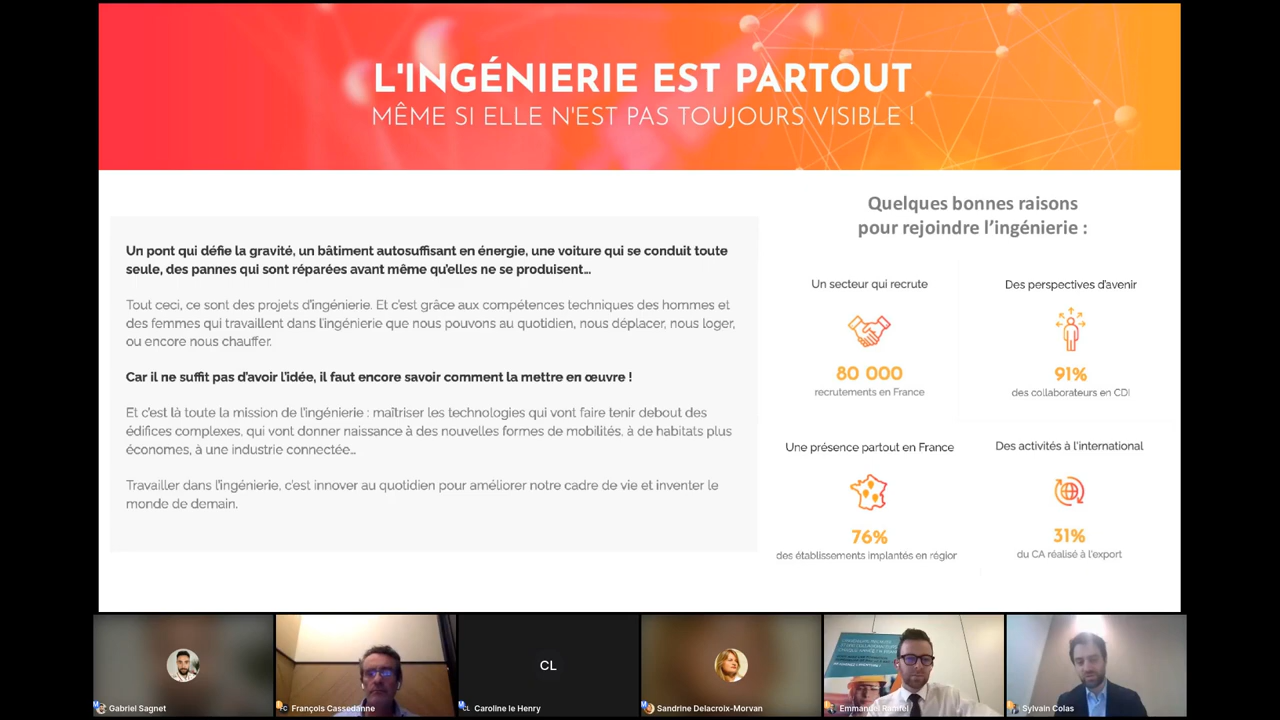 L'INGÉNIERIE EST PARTOUT
MÊME SI ELLE N'EST PAS TOUJOURS VISIBLE !
Un pont qui défie la gravité, un bâtiment autosuffisant en énergie, une voiture qui se conduit toute
seule, des pannes qui sont réparées avant même qu'elles ne se produisent...
Tout ceci, ce sont des projets d'ingénierie. Et c'est grâce aux compétences techniques des hommes et
des femmes qui travaillent dans l'ingénierie que nous pouvons au quotidien, nous déplacer, nous loger,
ou encore nous chauffer.
Car il ne suffit pas d'avoir l'idée, il faut encore savoir comment la mettre en œuvre !
Et c'est là toute la mission de l'ingénierie : maîtriser les technologies qui vont faire tenir debout des
édifices complexes, qui vont donner naissance à des nouvelles formes de mobilités, à de habitats plus
économes, à une industrie connectée...
Travailler dans l'ingénierie, c'est innover au quotidien pour améliorer notre cadre de vie et inventer le
monde de demain.
Quelques bonnes raisons
pour rejoindre l'ingénierie :
Un secteur qui recrute
80 000
recrutements en France
Des perspectives d'avenir
91%
des collaborateurs en CDI
Une présence partout en France
76%
des établissements implantés en région
Des activités à l'international
31%
du CA réalisé à l'export
Gabriel Sagnet
FC François Cassedanne
CL
CL Caroline le Henry
Sandrine Delacroix-Morvan
Emmanuel
Sylvain Colas